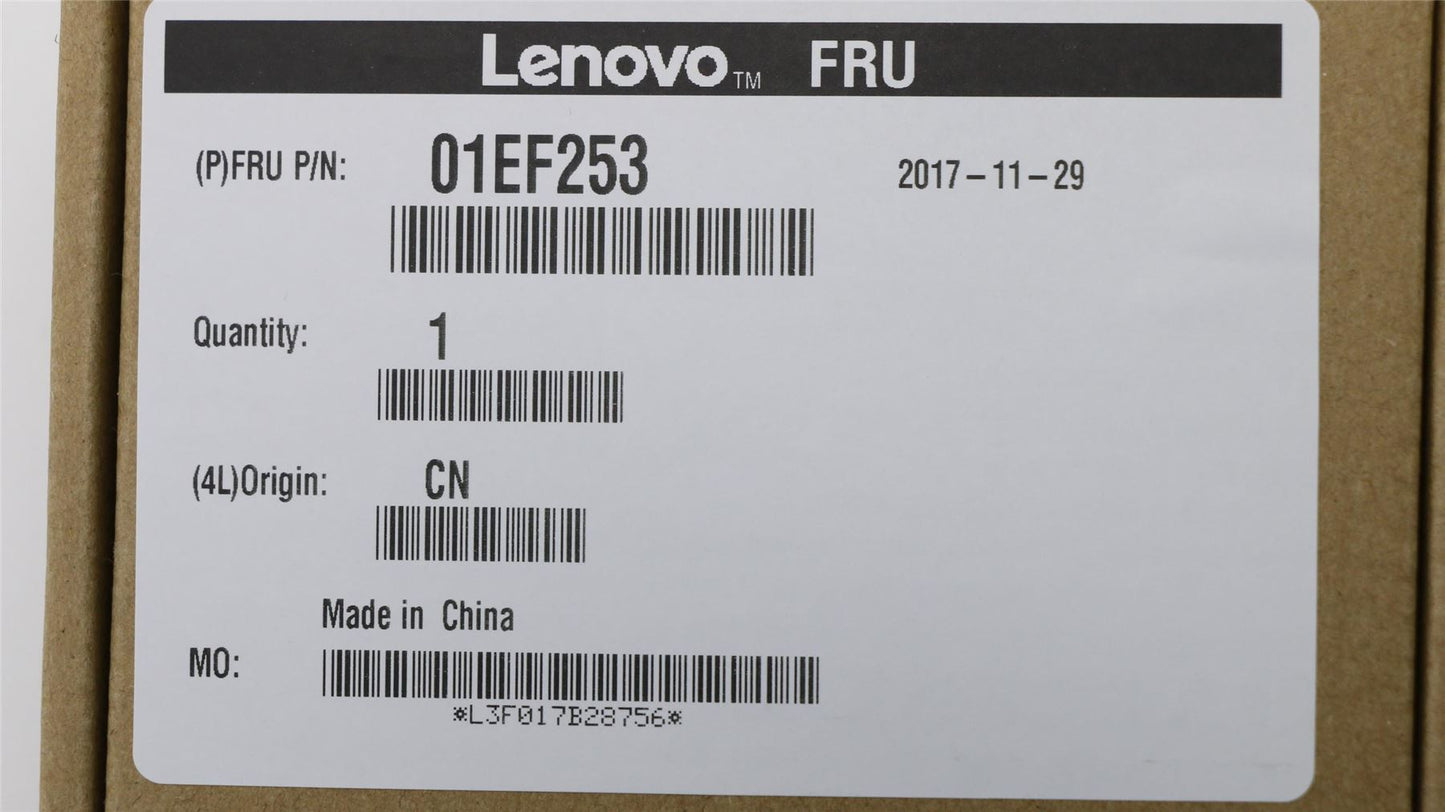 Lenovo™ FRU
(P)FRU P/N: 01EF253 2017-11-29
Quantity: 1
(4L)Origin: CN
Made in China
MO:
*L3F017B28756*